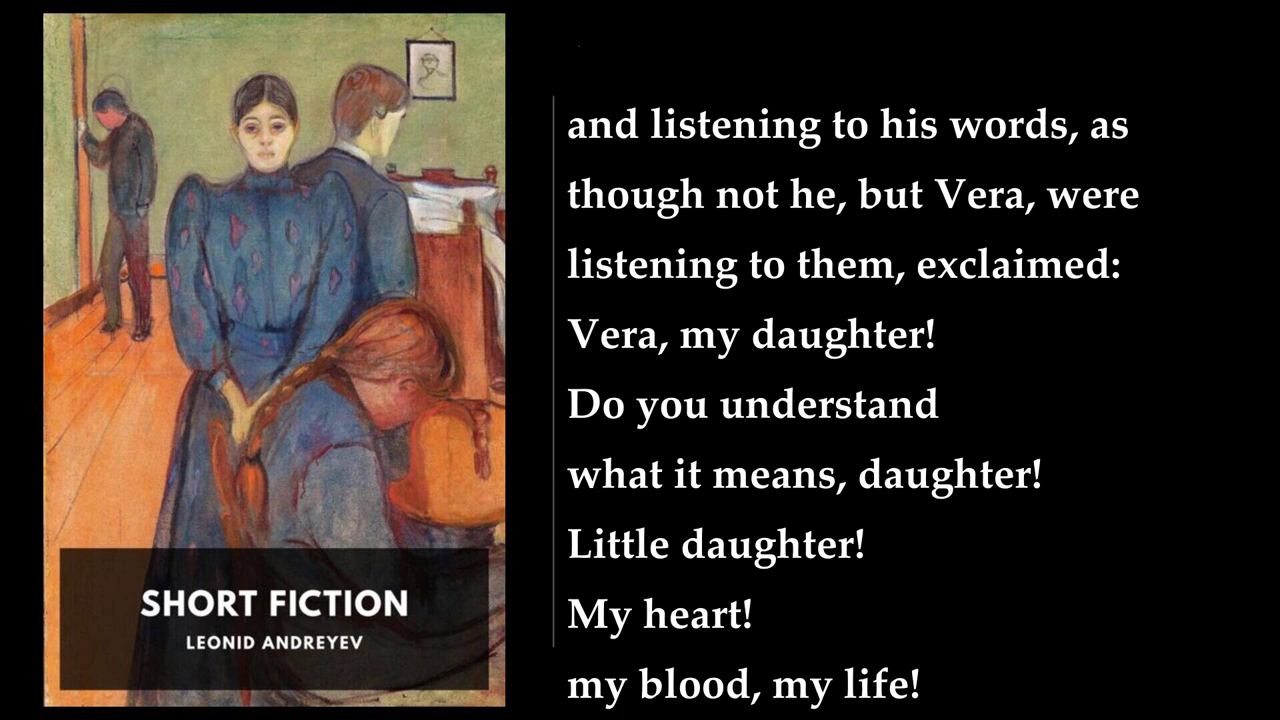 SHORT FICTION
LEONID ANDREYEV
and listening to his words, as
though not he, but Vera, were
listening to them, exclaimed:
Vera, my daughter!
Do you understand
what it means, daughter!
Little daughter!
My heart!
my blood, my life!